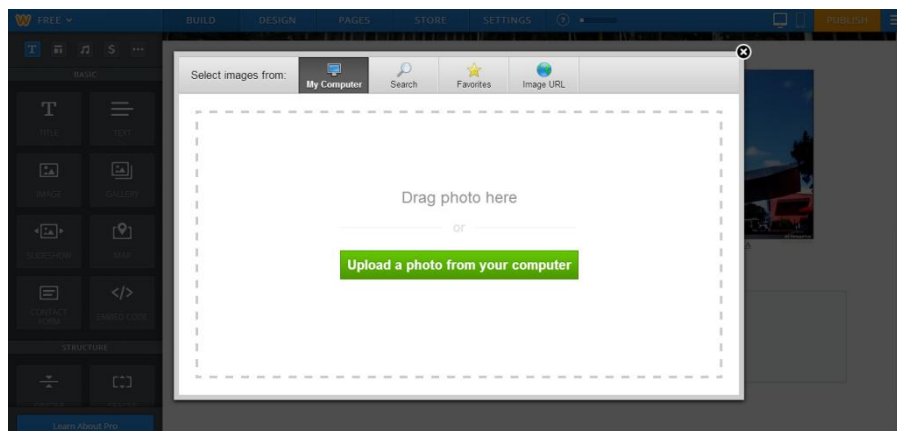 FREE
BUILD
DESIGN
PAGES
STORE
SETTINGS
?
PUBLISH
BASIC
TITLE
TEXT
IMAGE
GALLERY
SLIDESHOW
MAP
CONTACT FORM
EMBED CODE
STRUCTURE
Learn About Pro
Select images from:
My Computer
Search
Favorites
Image URL
Drag photo here
or
Upload a photo from your computer